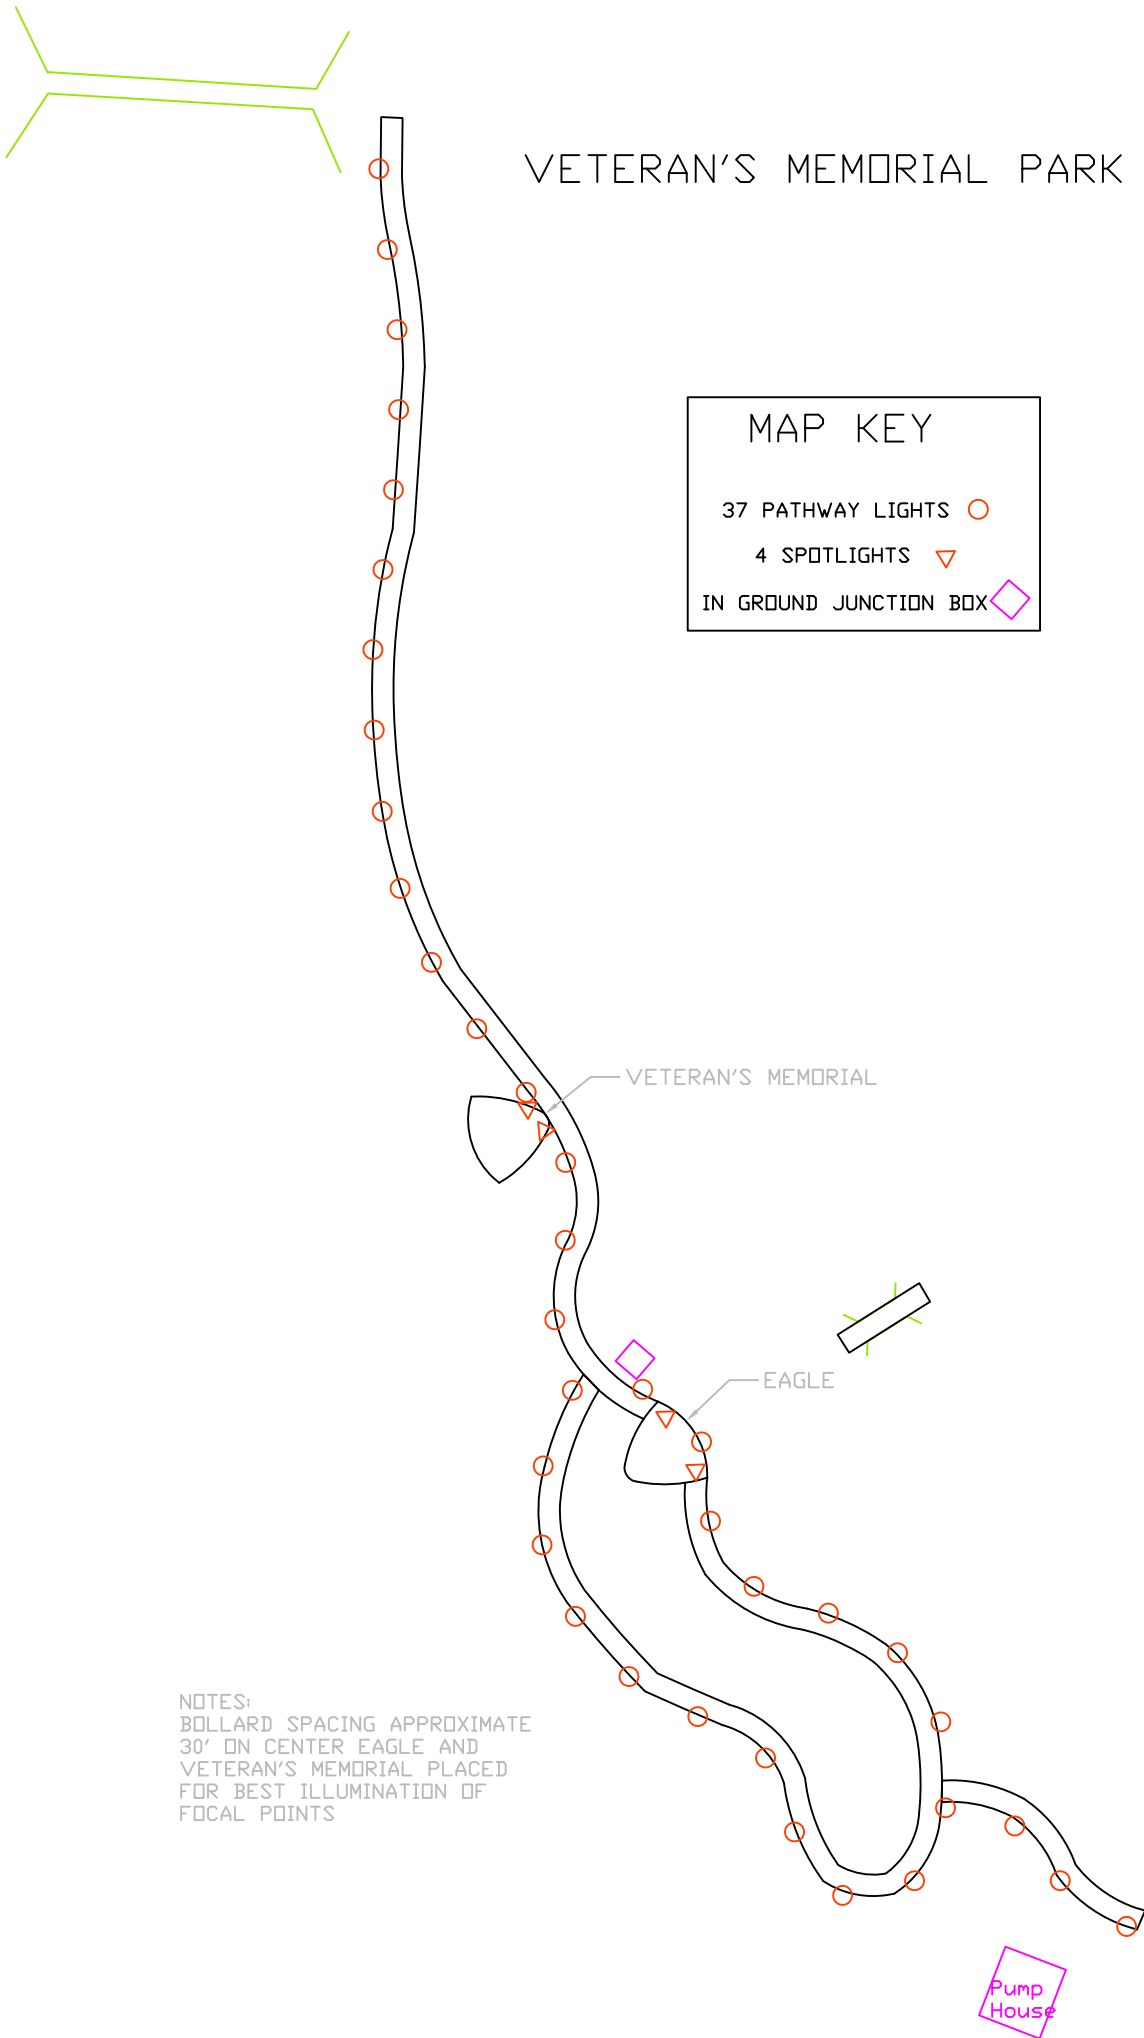 VETERAN'S MEMORIAL PARK
MAP KEY
37 PATHWAY LIGHTS
4 SPOTLIGHTS
IN GROUND JUNCTION BOX
VETERAN'S MEMORIAL
EAGLE
NOTES:
BOLLARD SPACING APPROXIMATE
30' ON CENTER EAGLE AND
VETERAN'S MEMORIAL PLACED
FOR BEST ILLUMINATION OF
FOCAL POINTS
Pump
House